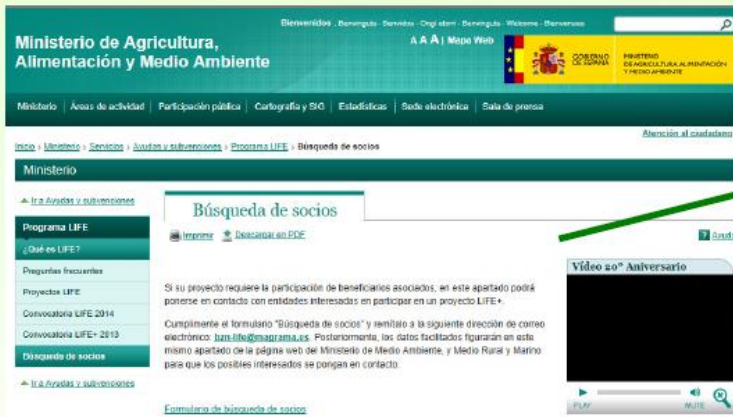 Bienvenidos . Benvinguts - Benvidos - Ongi etorri - Benvinguts - Welcome - Bienvenue
Ministerio de Agricultura,
Alimentación y Medio Ambiente
A A A | Mapa Web
GOBIERNO
DE ESPAÑA
MINISTERIO
DE AGRICULTURA, ALIMENTACIÓN
Y MEDIO AMBIENTE
Ministerio | Áreas de actividad | Participación pública | Cartografía y SIG | Estadísticas | Sede electrónica | Sala de prensa
Atención al ciudadano
Inicio > Ministerio > Servicios > Ayudas y subvenciones > Programa LIFE > Búsqueda de socios
Ministerio
Ir a Ayudas y subvenciones
Programa LIFE
¿Qué es LIFE?
Preguntas frecuentes
Proyectos LIFE
Convocatoria LIFE 2014
Convocatoria LIFE+ 2013
Búsqueda de socios
Ir a Ayudas y subvenciones
Búsqueda de socios
Imprimir Descargar en PDF
Ayuda
Si su proyecto requiere la participación de beneficiarios asociados, en este apartado podrá
ponerse en contacto con entidades interesadas en participar en un proyecto LIFE+.
Cumplimente el formulario "Búsqueda de socios" y remítalo a la siguiente dirección de correo
electrónico: bzn-life@magrama.es. Posteriormente, los datos facilitados figurarán en este
mismo apartado de la página web del Ministerio de Medio Ambiente, y Medio Rural y Marino
para que los posibles interesados se pongan en contacto.
Formulario de búsqueda de socios
Vídeo 20º Aniversario
PLAY
MUTE